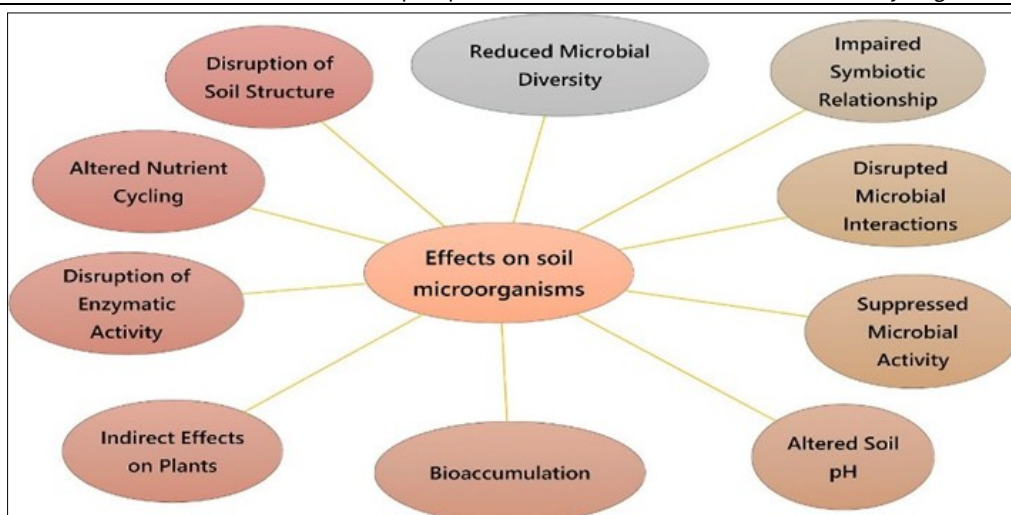 Reduced Microbial
Diversity
Impaired
Symbiotic
Relationship
Disruption of
Soil Structure
Altered Nutrient
Cycling
Disrupted
Microbial
Interactions
Effects on soil
microorganisms
Disruption of
Enzymatic
Activity
Suppressed
Microbial
Activity
Indirect Effects
on Plants
Bioaccumulation
Altered Soil
pH